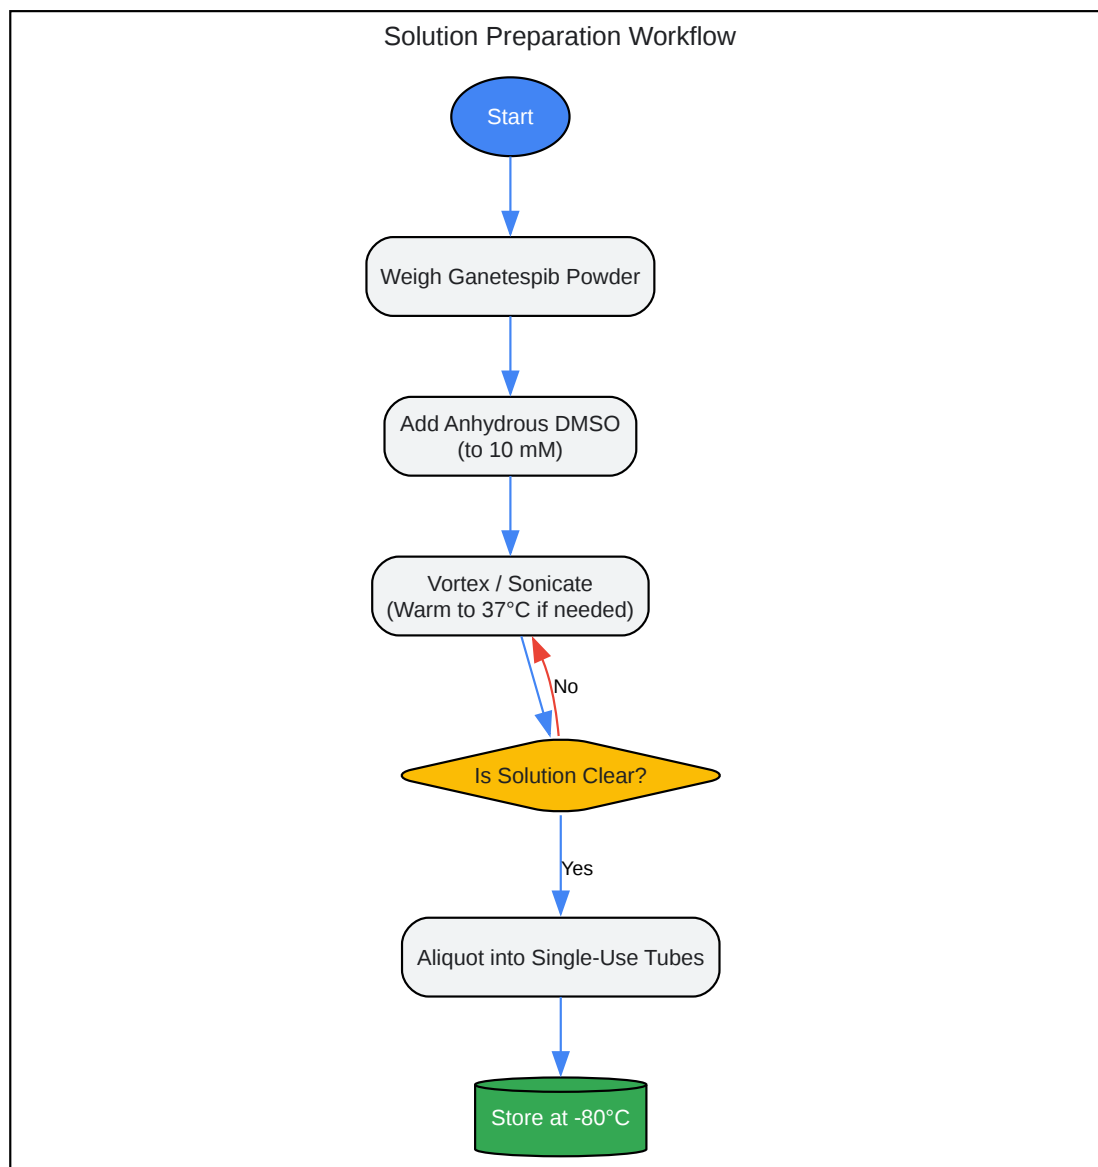 Solution Preparation Workflow
Start
Weigh Ganetespib Powder
Add Anhydrous DMSO
(to 10 mM)
Vortex / Sonicate
(Warm to 37°C if needed)
No
Is Solution Clear?
Yes
Aliquot into Single-Use Tubes
Store at -80°C